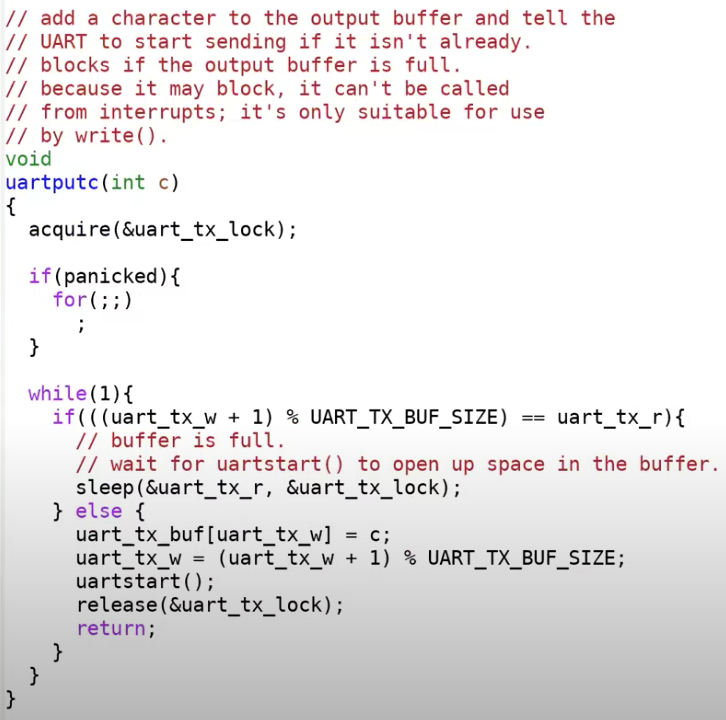 // add a character to the output buffer and tell the
// UART to start sending if it isn't already.
// blocks if the output buffer is full.
// because it may block, it can't be called
// from interrupts; it's only suitable for use
// by write().
void
uartputc(int c)
{
  acquire(&uart_tx_lock);

  if(panicked){
    for(;;)
      ;
  }

  while(1){
    if(((uart_tx_w + 1) % UART_TX_BUF_SIZE) == uart_tx_r){
      // buffer is full.
      // wait for uartstart() to open up space in the buffer.
      sleep(&uart_tx_r, &uart_tx_lock);
    } else {
      uart_tx_buf[uart_tx_w] = c;
      uart_tx_w = (uart_tx_w + 1) % UART_TX_BUF_SIZE;
      uartstart();
      release(&uart_tx_lock);
      return;
    }
  }
}